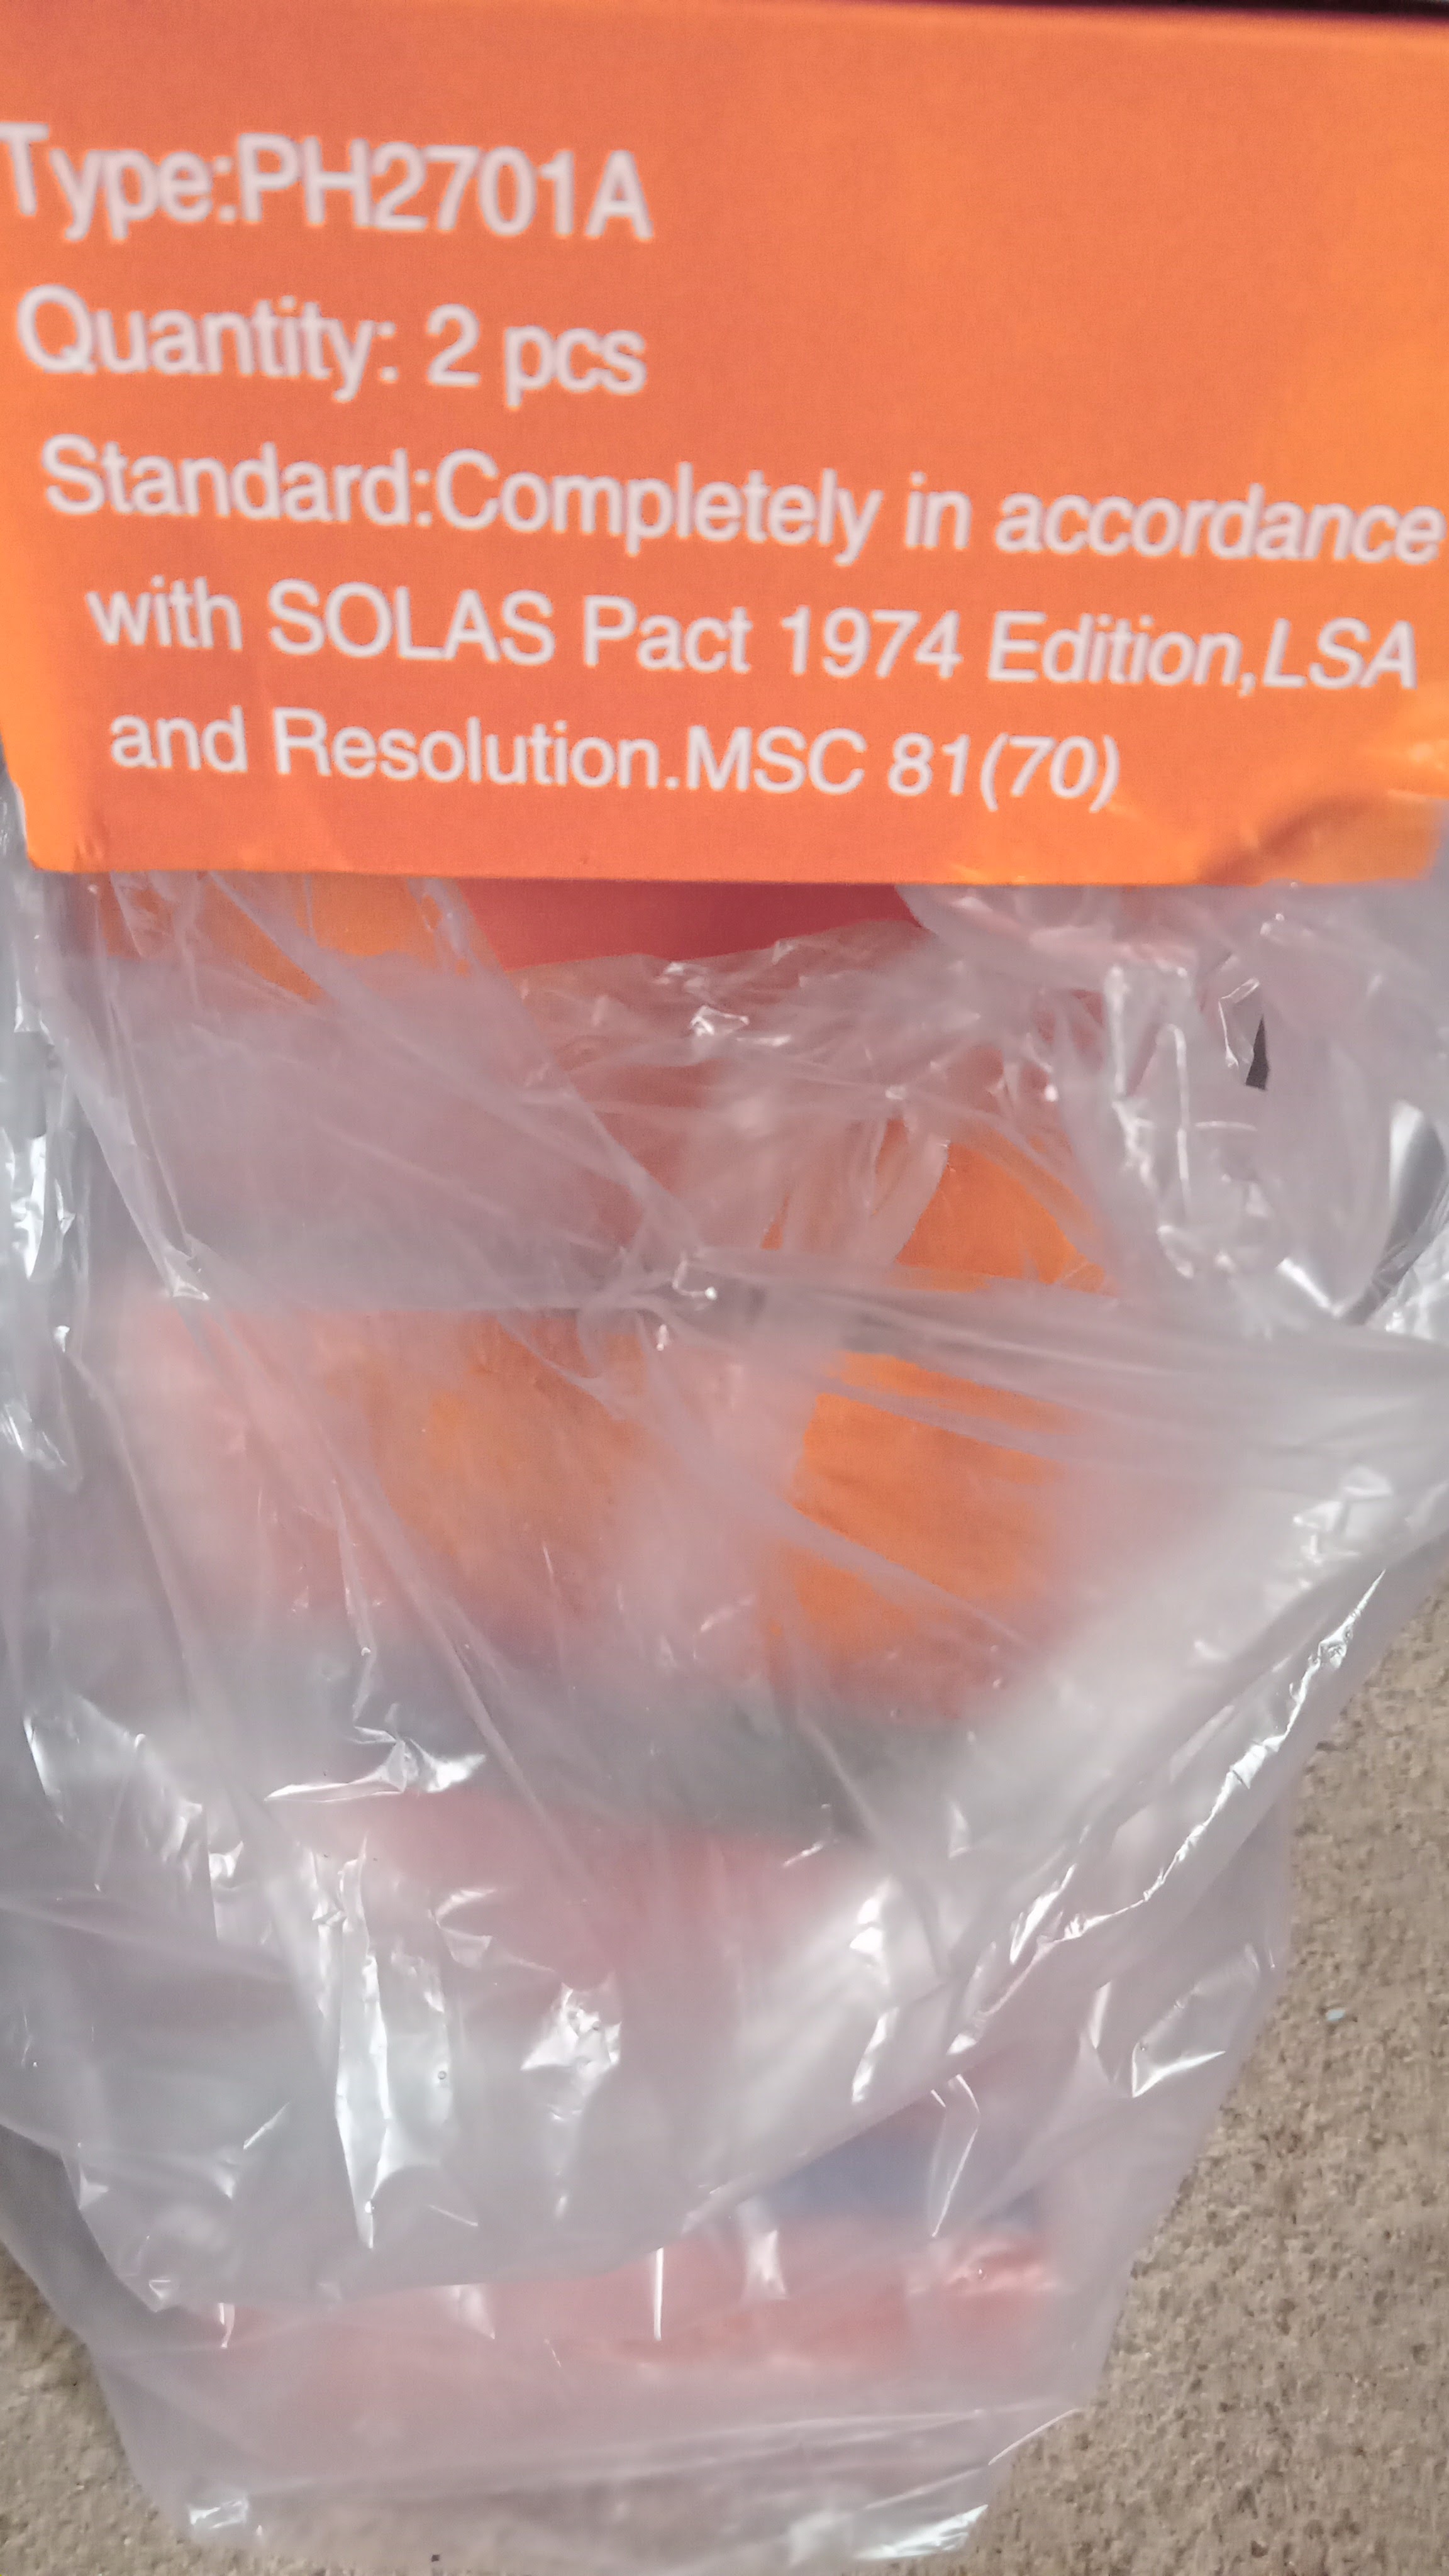 Type:PH2701A
Quantity: 2 pcs
Standard:Completely in accordance
with SOLAS Pact 1974 Edition,LSA
and Resolution.MSC 81(70)